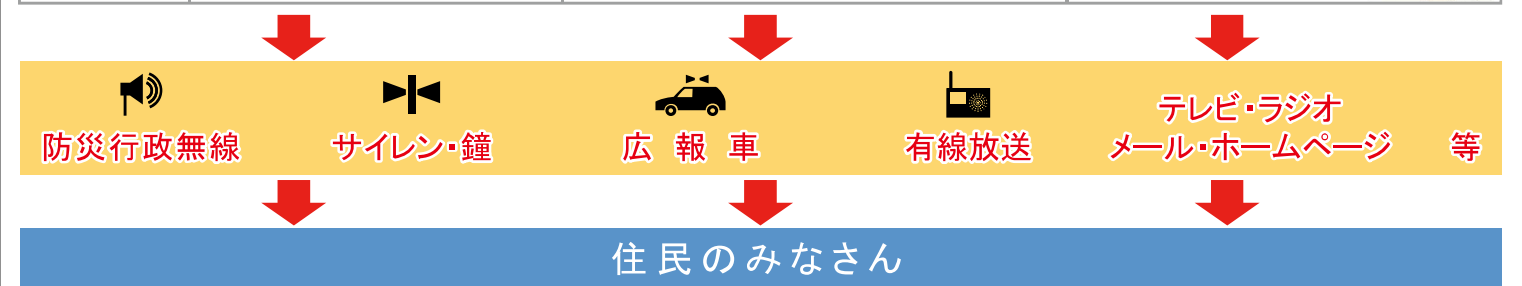 テレビ・ラジオ
防災行政無線 サイレン・鐘 広報車 有線放送 メール・ホームページ 等
住民のみなさん